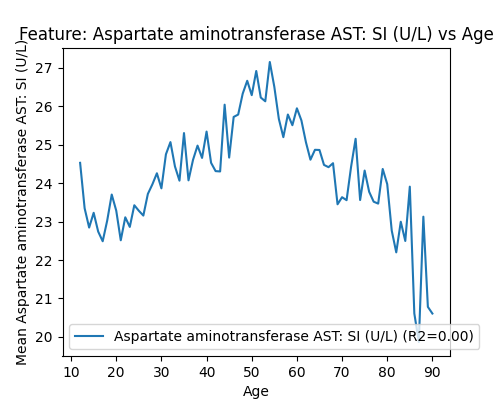 Feature: Aspartate aminotransferase AST: SI (U/L) vs Age
Mean Aspartate aminotransferase AST: SI (U/L)
27
26
25
24
23
22
21
20
Aspartate aminotransferase AST: SI (U/L) (R2=0.00)
10 20 30 40 50 60 70 80 90
Age